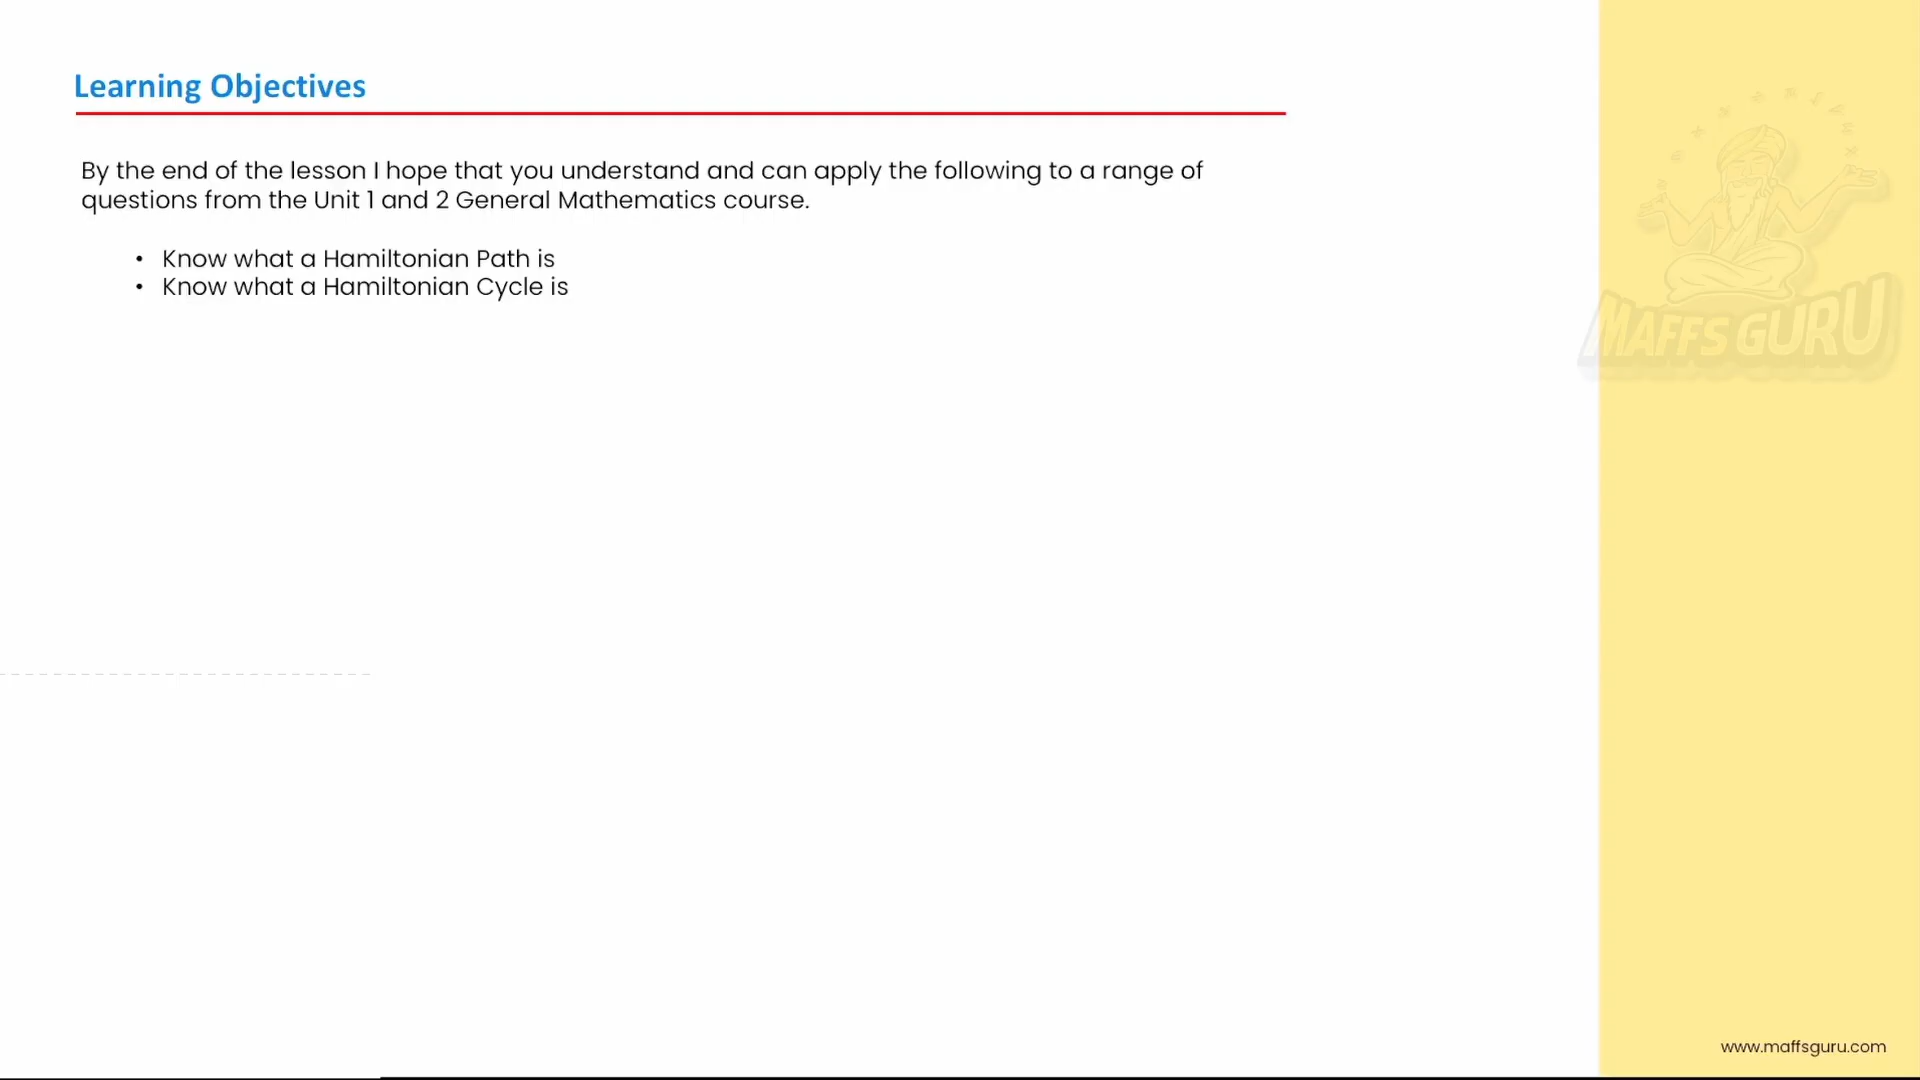 Learning Objectives
By the end of the lesson I hope that you understand and can apply the following to a range of
questions from the Unit 1 and 2 General Mathematics course.
• Know what a Hamiltonian Path is
• Know what a Hamiltonian Cycle is
MAFFS GURU
www.maffsguru.com